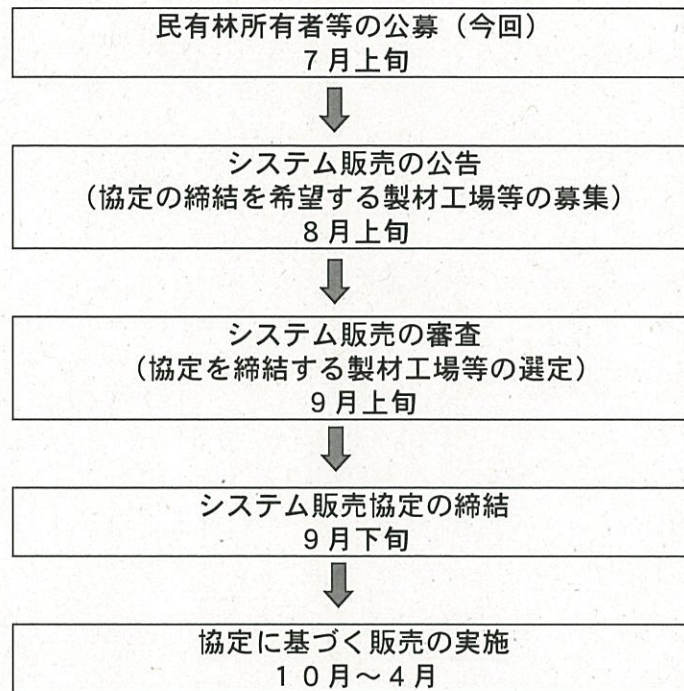 民有林所有者等の公募（今回）
７月上旬
システム販売の公告
（協定の締結を希望する製材工場等の募集）
８月上旬
システム販売の審査
（協定を締結する製材工場等の選定）
９月上旬
システム販売協定の締結
９月下旬
協定に基づく販売の実施
１０月～４月